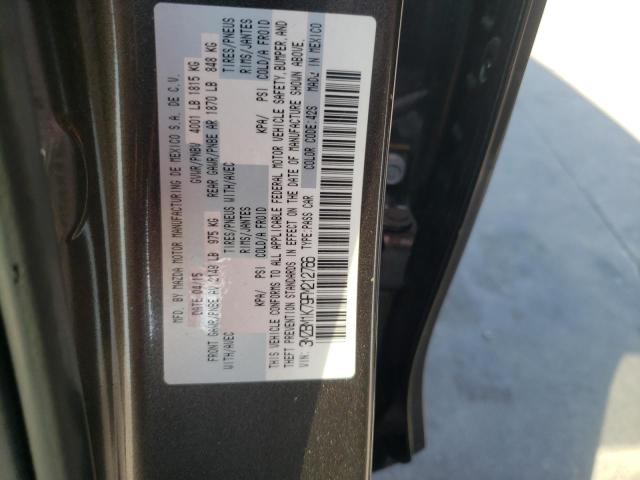 MFD BY MAZDA MOTOR MANUFACTURING DE MEXICO S.A. DE C.V.
DATE 04/15 GVWR/PNBV 4001 LB 1815 KG
FRONT GAWR/PNBE AV 2149 LB 975 KG REAR GAWR/PNBE AR 1870 LB 848 KG
WITH/AVEC TIRES/PNEUS WITH/AVEC TIRES/PNEUS
RIMS/JANTES RIMS/JANTES
KPA/ PSI COLD/A FROID KPA/ PSI COLD/A FROID
THIS VEHICLE CONFORMS TO ALL APPLICABLE FEDERAL MOTOR VEHICLE SAFETY, BUMPER, AND
THEFT PREVENTION STANDARDS IN EFFECT ON THE DATE OF MANUFACTURE SHOWN ABOVE.
VIN: 3MZBM1K79FM212766 TYPE:PASS CAR COLOR CODE:42S MADE IN MEXICO